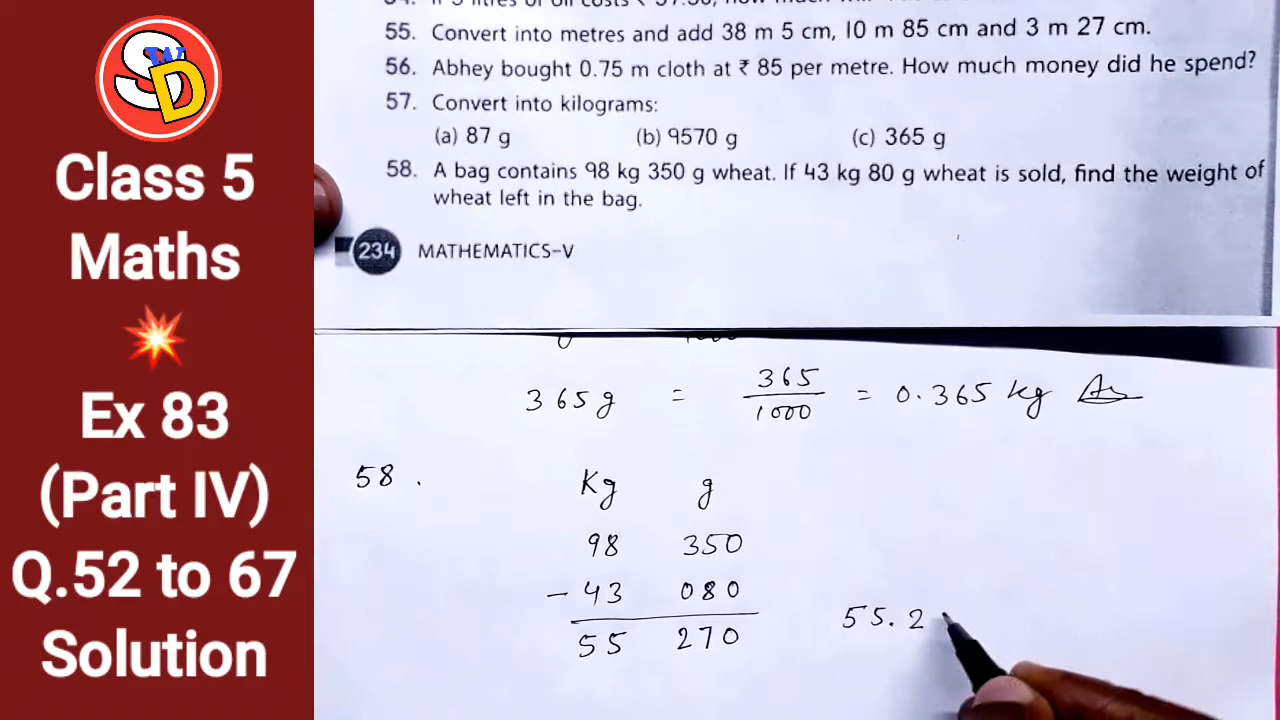 SWD
Class 5
Maths
Ex 83
(Part IV)
Q.52 to 67
Solution
55. Convert into metres and add 38 m 5 cm, 10 m 85 cm and 3 m 27 cm.
56. Abhey bought 0.75 m cloth at ₹ 85 per metre. How much money did he spend?
57. Convert into kilograms:
(a) 87 g (b) 9570 g (c) 365 g
58. A bag contains 98 kg 350 g wheat. If 43 kg 80 g wheat is sold, find the weight of
wheat left in the bag.
234 MATHEMATICS–V
365g = 365/1000 = 0.365 kg
58.
Kg g
98 350
- 43 080
55 270
55.2